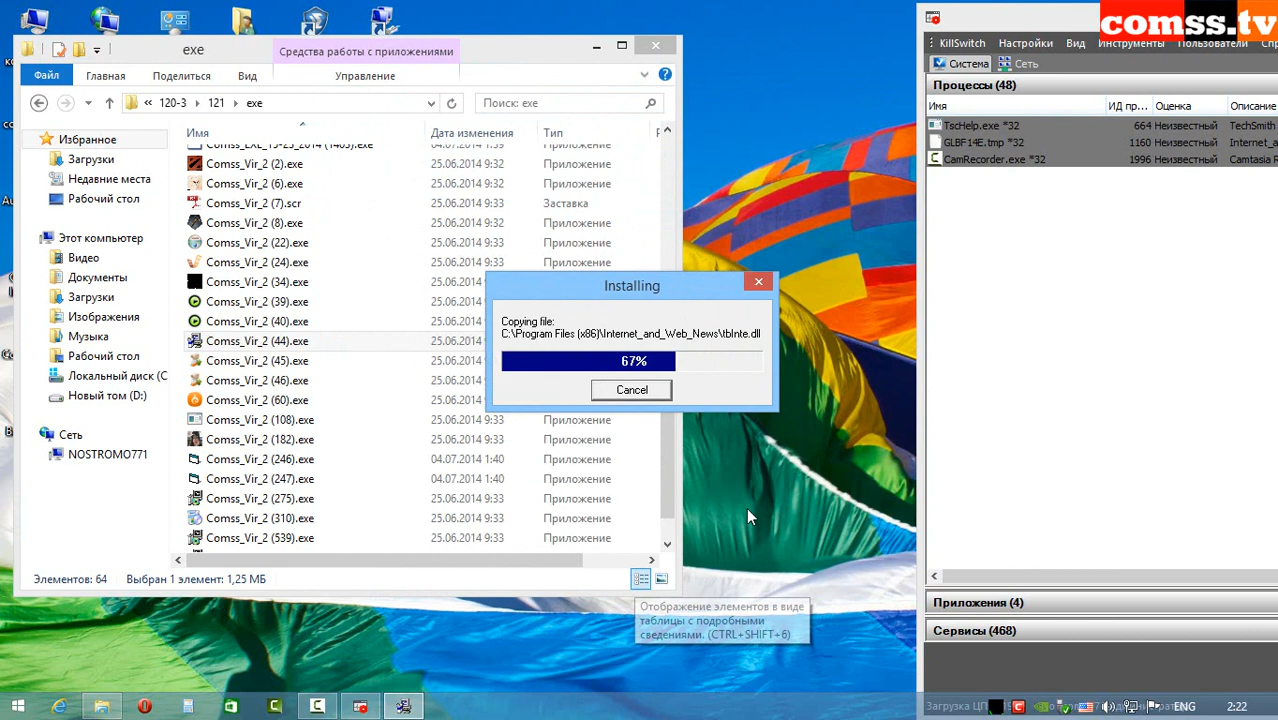 comss.tv
exe
Средства работы с приложениями
Файл
Главная
Поделиться
Вид
Управление
120-3
121
exe
Поиск: exe
Имя
Дата изменения
Тип
Избранное
Загрузки
Недавние места
Рабочий стол
Этот компьютер
Видео
Документы
Загрузки
Изображения
Музыка
Рабочий стол
Локальный диск (C
Новый том (D:)
Сеть
NOSTROMO771
Comss_Vir_2 (2).exe 25.06.2014 9:32 Приложение
Comss_Vir_2 (6).exe 25.06.2014 9:32 Приложение
Comss_Vir_2 (7).scr 25.06.2014 9:33 Заставка
Comss_Vir_2 (8).exe 25.06.2014 9:32 Приложение
Comss_Vir_2 (22).exe 25.06.2014 9:33 Приложение
Comss_Vir_2 (24).exe 25.06.2014 9:33 Приложение
Comss_Vir_2 (34).exe 25.06.2014
Comss_Vir_2 (39).exe 25.06.2014
Comss_Vir_2 (40).exe 25.06.2014
Comss_Vir_2 (44).exe 25.06.2014
Comss_Vir_2 (45).exe 25.06.2014
Comss_Vir_2 (46).exe 25.06.2014
Comss_Vir_2 (60).exe 25.06.2014
Comss_Vir_2 (108).exe 25.06.2014 9:33 Приложение
Comss_Vir_2 (182).exe 25.06.2014 9:33 Приложение
Comss_Vir_2 (246).exe 04.07.2014 1:40 Приложение
Comss_Vir_2 (247).exe 04.07.2014 1:40 Приложение
Comss_Vir_2 (275).exe 25.06.2014 9:33 Приложение
Comss_Vir_2 (310).exe 25.06.2014 9:33 Приложение
Comss_Vir_2 (539).exe 25.06.2014 9:33 Приложение
Элементов: 64 Выбран 1 элемент: 1,25 МБ
Отображение элементов в виде
таблицы с подробными
сведениями. (CTRL+SHIFT+6)
Installing
Copying file:
C:\Program Files (x86)\Internet_and_Web_News\tbInte.dll
67%
Cancel
KillSwitch Настройки Вид Инструменты Пользователи
Система Сеть
Процессы (48)
Имя ИД пр... Оценка Описание
TscHelp.exe *32 664 Неизвестный TechSmith
GLBF14E.tmp *32 1160 Неизвестный Internet_a
CamRecorder.exe *32 1996 Неизвестный Camtasia R
Приложения (4)
Сервисы (468)
Загрузка ЦП
ENG
2:22